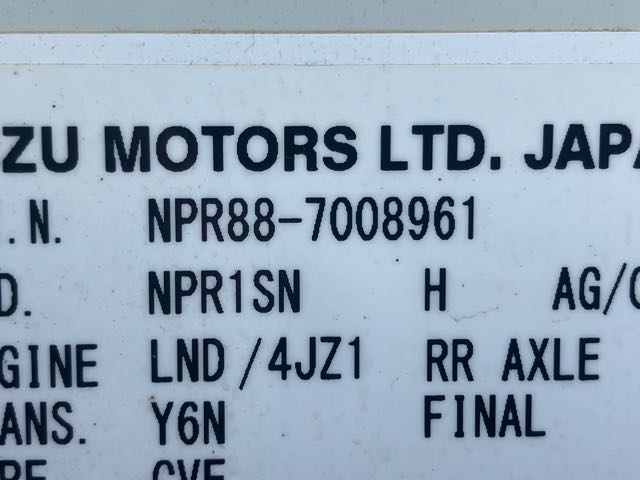 ZU MOTORS LTD. JAPA
.N. NPR88-7008961
D. NPR1SN H AG/
GINE LND/4JZ1 RR AXLE
ANS. Y6N FINAL